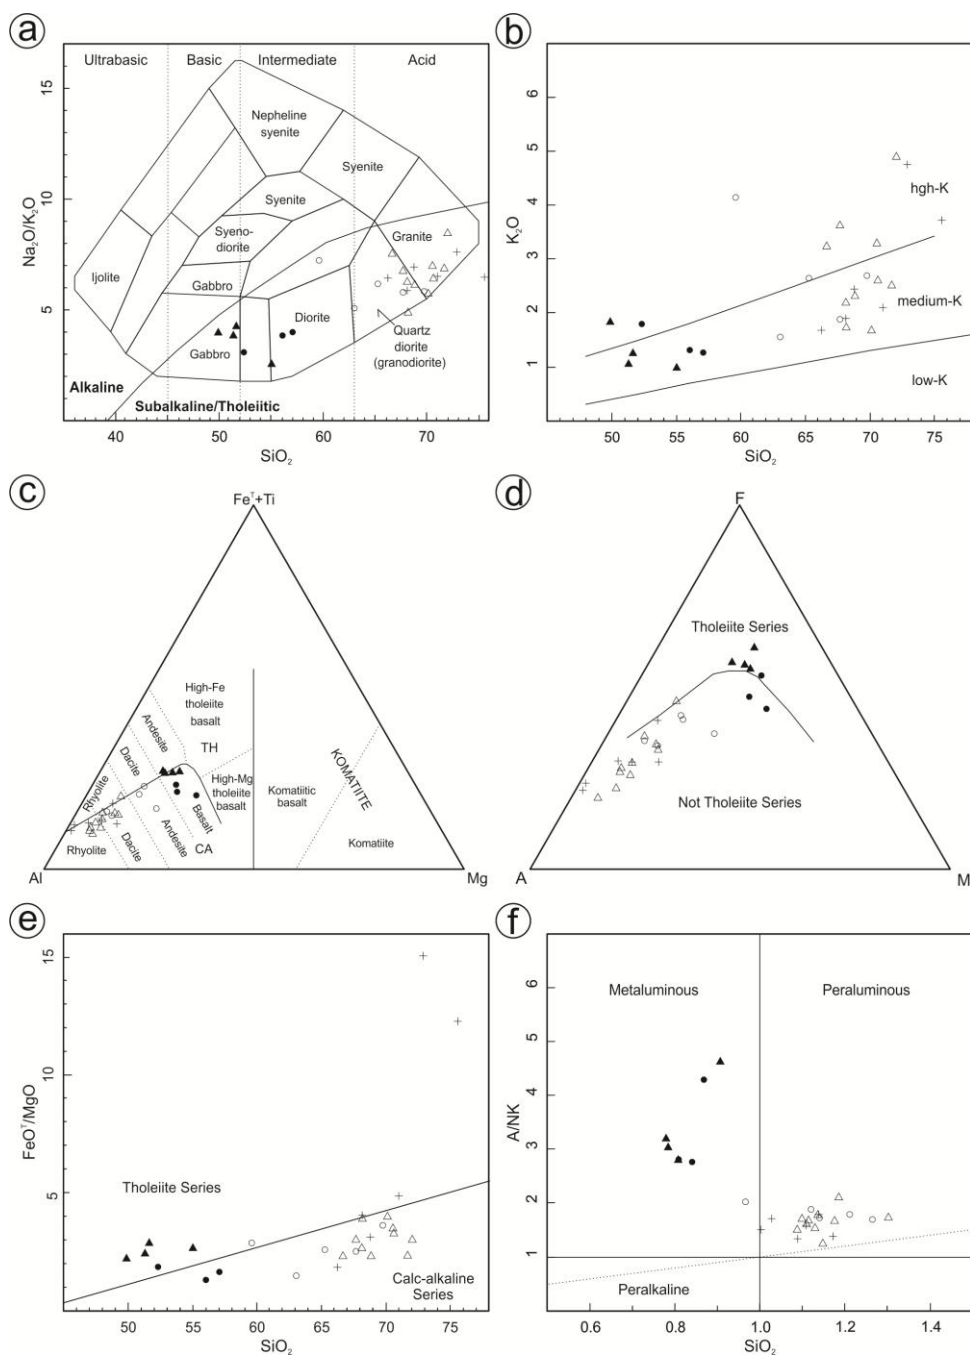 a
Ultrabasic Basic Intermediate Acid
Nepheline
syenite
Syenite
Syenite
Syeno-
diorite
Granite
Ijolite
Gabbro
Diorite
Gabbro
Quartz
diorite
(granodiorite)
Alkaline
Subalkaline/Tholeiitic
15
10
5
Na₂O/K₂O
40 50 60 70
SiO₂
b
6
5
4
3
2
1
K₂O
hgh-K
medium-K
low-K
50 55 60 65 70 75
SiO₂
c
Feᵀ+Ti
High-Fe
tholeiite
basalt
TH
Andesite
Dacite
Rhyolite
High-Mg
tholeiite
basalt
Komatiitic
basalt
KOMATIITE
Basalt
Andesite
CA
Dacite
Rhyolite
Komatiite
Al
Mg
d
F
Tholeiite Series
Not Tholeiite Series
A
M
e
15
10
5
FeOᵀ/MgO
Tholeiite Series
Calc-alkaline
Series
50 55 60 65 70 75
SiO₂
f
6
5
4
3
2
1
A/NK
Metaluminous
Peraluminous
Peralkaline
0.6 0.8 1.0 1.2 1.4
SiO₂